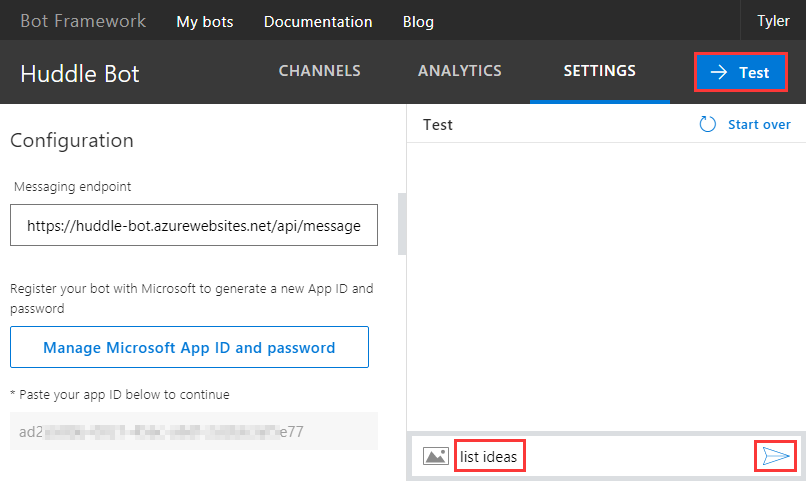 Bot Framework My bots Documentation Blog Tyler
Huddle Bot CHANNELS ANALYTICS SETTINGS Test
Configuration
Messaging endpoint
https://huddle-bot.azurewebsites.net/api/message
Register your bot with Microsoft to generate a new App ID and
password
Manage Microsoft App ID and password
* Paste your app ID below to continue
ad2 e77
Test Start over
list ideas